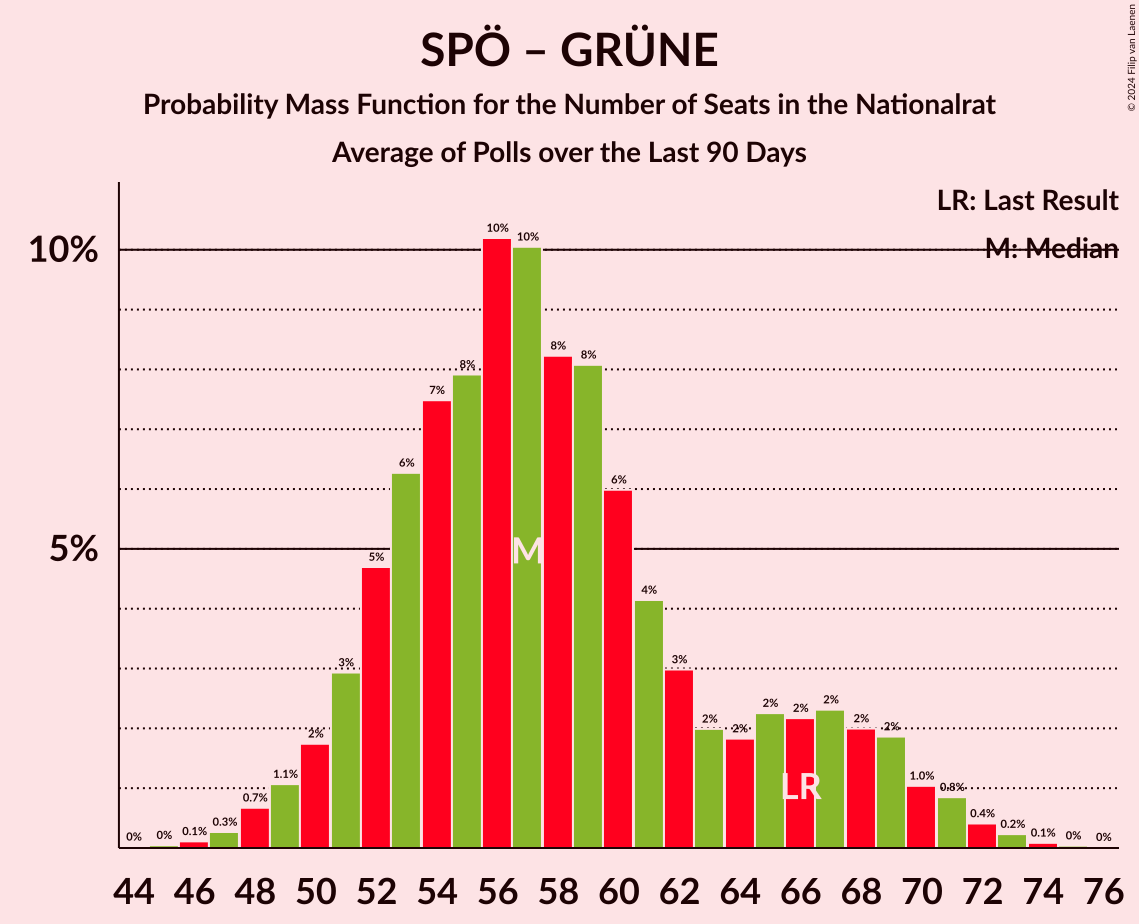 SPÖ – GRÜNE
Probability Mass Function for the Number of Seats in the Nationalrat
Average of Polls over the Last 90 Days
© 2024 Filip van Laenen
LR: Last Result
M: Median
10%
5%
0% 0% 0.1% 0.3% 0.7% 1.1% 2% 3% 5% 6% 7% 8% 10% 10% 8% 8% 6% 4% 3% 2% 2% 2% 2% 2% 2% 2% 1.0% 0.8% 0.4% 0.2% 0.1% 0% 0%
M
LR
44 46 48 50 52 54 56 58 60 62 64 66 68 70 72 74 76